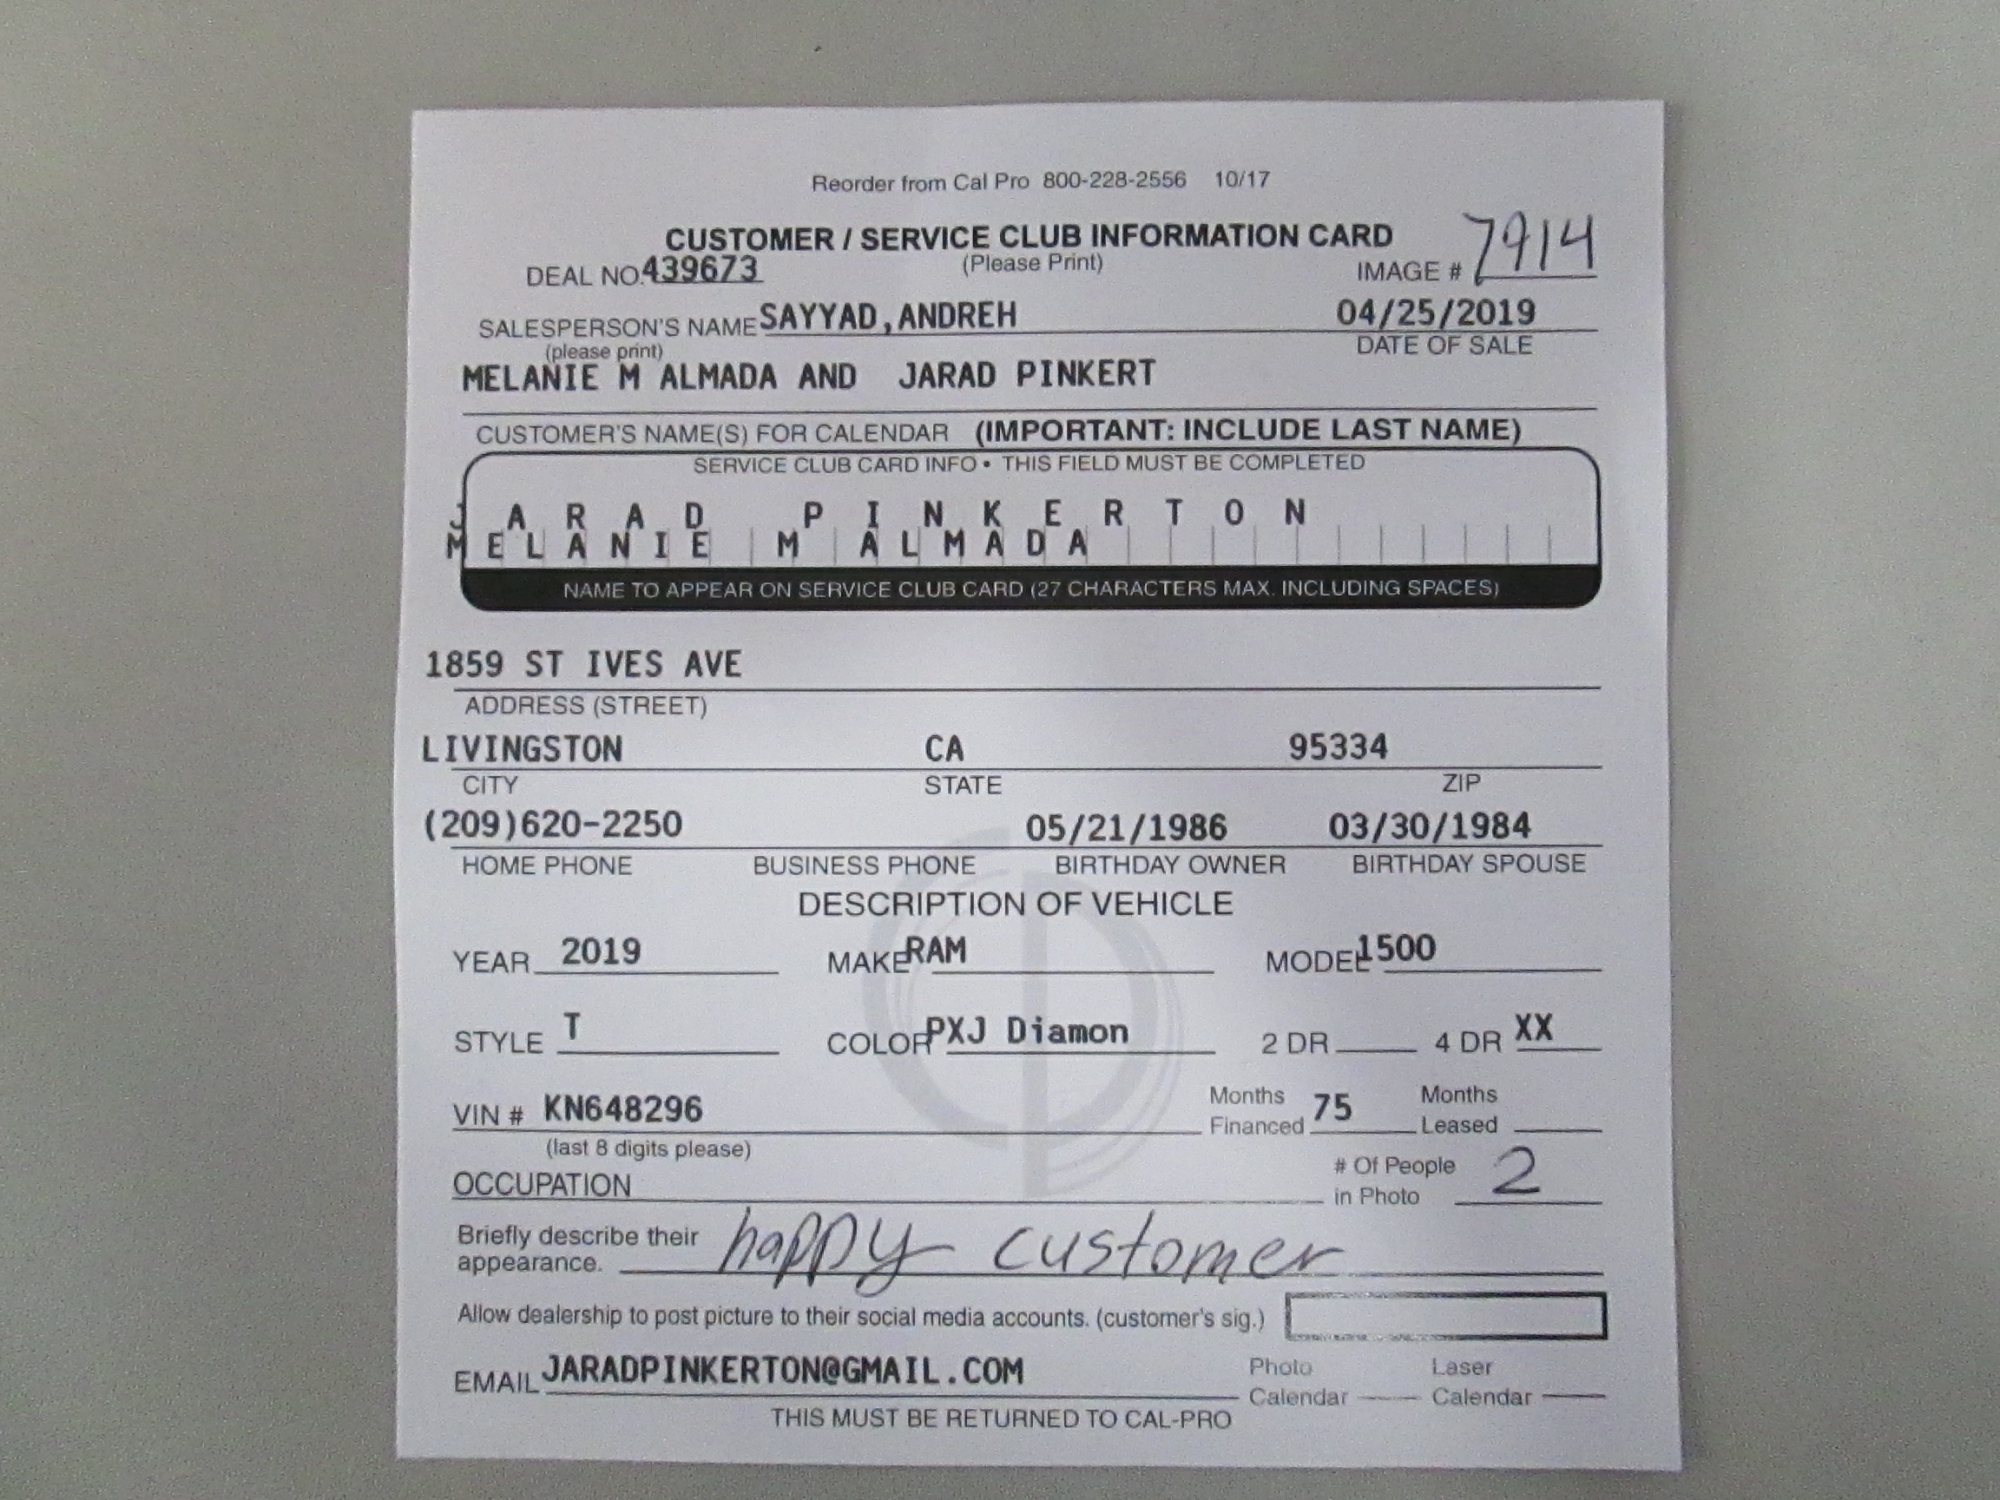 Reorder from Cal Pro 800-228-2556 10/17
CUSTOMER / SERVICE CLUB INFORMATION CARD
(Please Print)
DEAL NO. 439673
IMAGE # 7914
SALESPERSON'S NAME SAYYAD,ANDREH 04/25/2019
(please print) DATE OF SALE
MELANIE M ALMADA AND JARAD PINKERT
CUSTOMER'S NAME(S) FOR CALENDAR (IMPORTANT: INCLUDE LAST NAME)
SERVICE CLUB CARD INFO • THIS FIELD MUST BE COMPLETED
JARAD PINKERTON
MELANIE M ALMADA
NAME TO APPEAR ON SERVICE CLUB CARD (27 CHARACTERS MAX. INCLUDING SPACES)
1859 ST IVES AVE
ADDRESS (STREET)
LIVINGSTON CA 95334
CITY STATE ZIP
(209)620-2250 05/21/1986 03/30/1984
HOME PHONE BUSINESS PHONE BIRTHDAY OWNER BIRTHDAY SPOUSE
DESCRIPTION OF VEHICLE
YEAR 2019 MAKE RAM MODEL 1500
STYLE T COLOR PXJ Diamon 2 DR 4 DR XX
VIN # KN648296 Months Financed 75 Months Leased
(last 8 digits please)
OCCUPATION # Of People in Photo 2
Briefly describe their appearance. happy customer
Allow dealership to post picture to their social media accounts. (customer's sig.)
EMAIL JARADPINKERTON@GMAIL.COM Photo Calendar Laser Calendar
THIS MUST BE RETURNED TO CAL-PRO